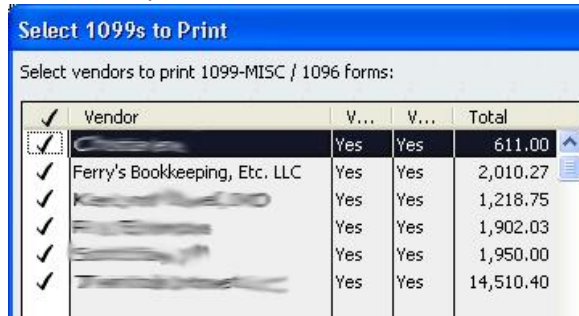 Select 1099s to Print
Select vendors to print 1099-MISC / 1096 forms:
✓ Vendor V... V... Total
✓ Yes Yes 611.00
✓ Ferry's Bookkeeping, Etc. LLC Yes Yes 2,010.27
✓ Yes Yes 1,218.75
✓ Yes Yes 1,902.03
✓ Yes Yes 1,950.00
✓ Yes Yes 14,510.40